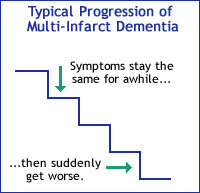 Typical Progression of
Multi-Infarct Dementia
Symptoms stay the
same for awhile...
...then suddenly
get worse.